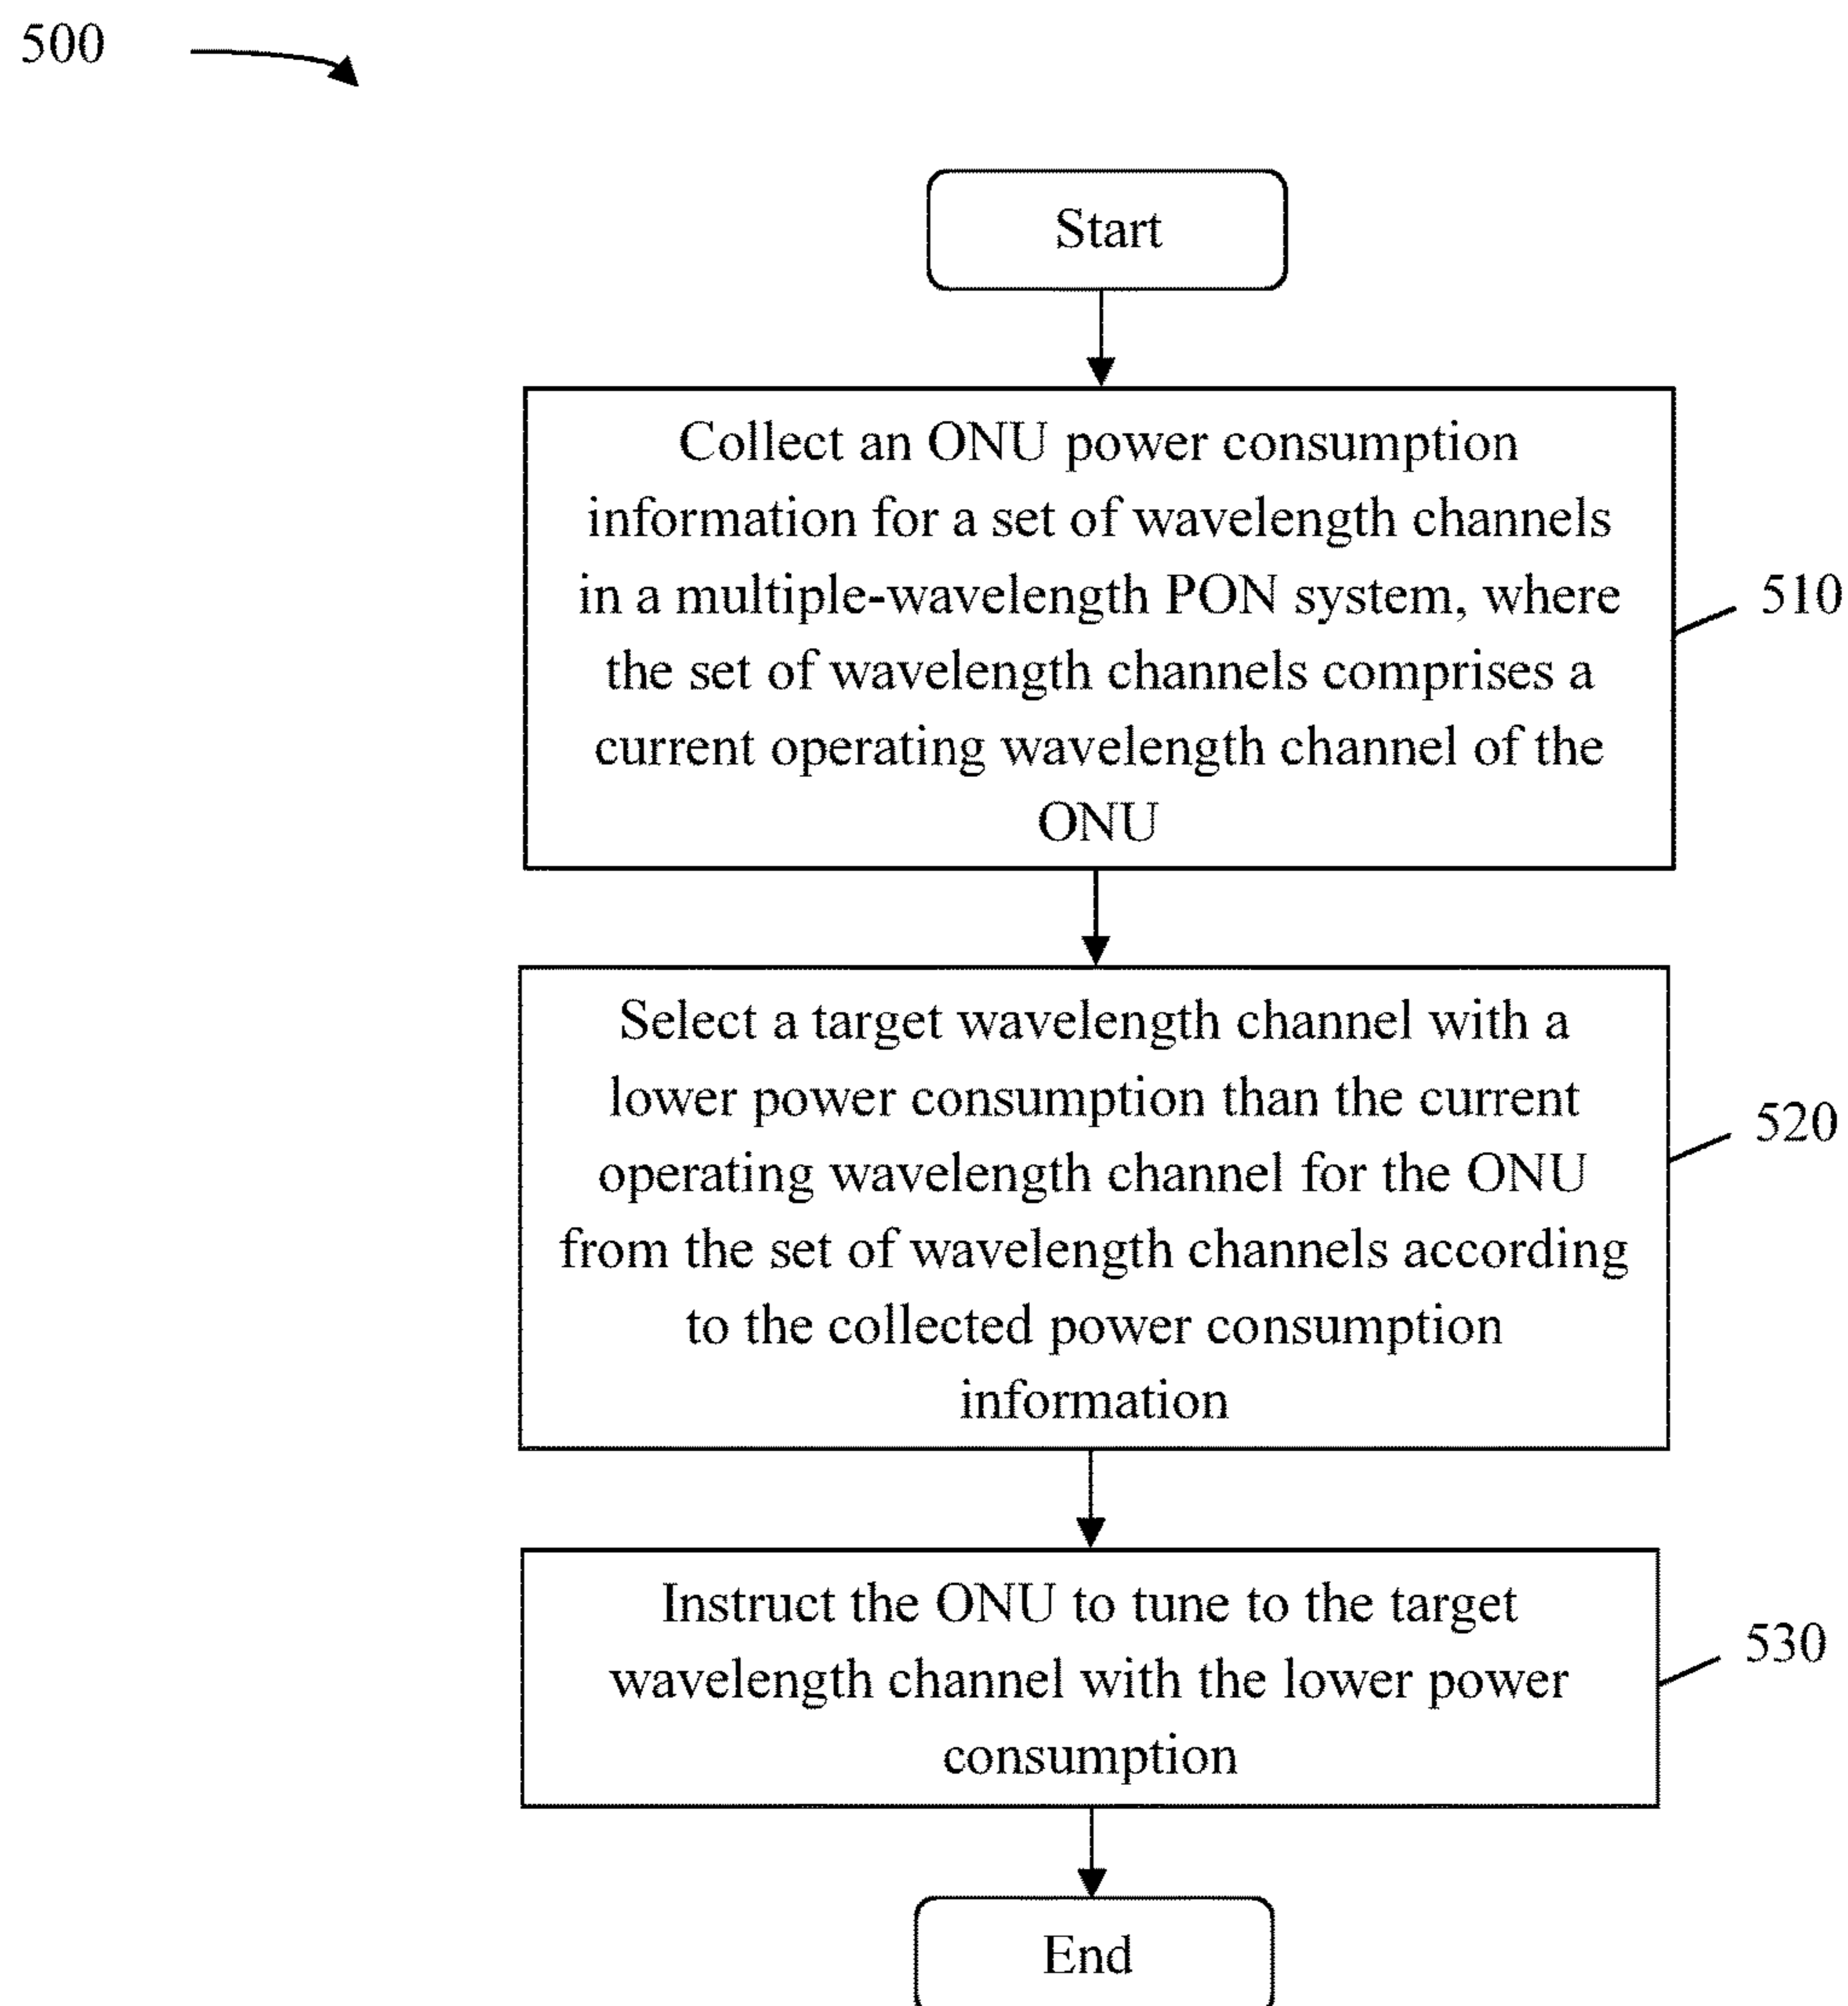 500
Start
Collect an ONU power consumption
information for a set of wavelength channels
in a multiple-wavelength PON system, where
the set of wavelength channels comprises a
current operating wavelength channel of the
ONU
510
Select a target wavelength channel with a
lower power consumption than the current
operating wavelength channel for the ONU
from the set of wavelength channels according
to the collected power consumption
information
520
Instruct the ONU to tune to the target
wavelength channel with the lower power
consumption
530
End